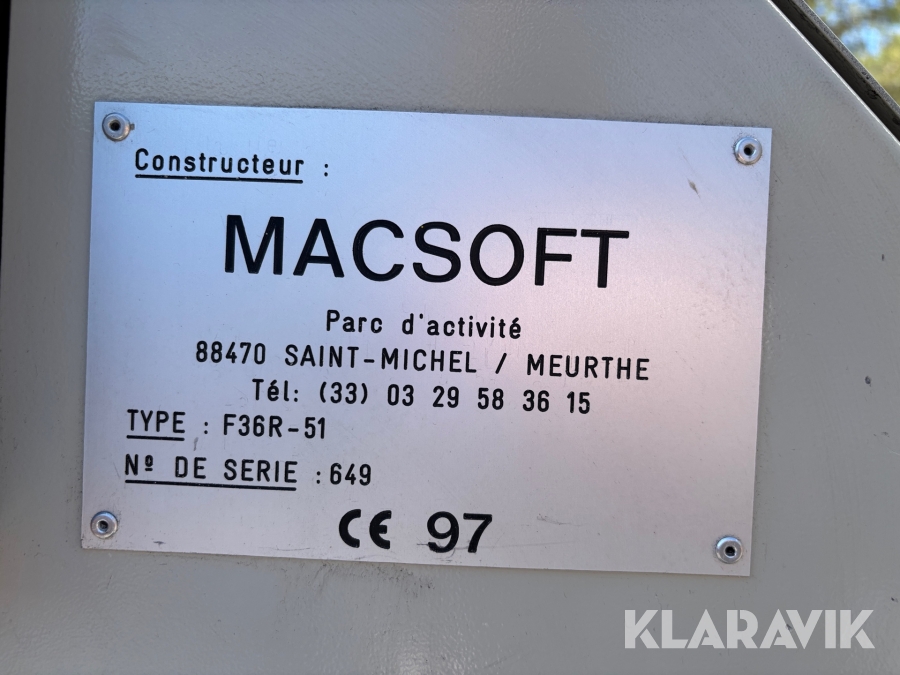 Constructeur :
MACSOFT
Parc d'activité
88470 SAINT-MICHEL / MEURTHE
Tél: (33) 03 29 58 36 15
TYPE : F36R-51
Nº DE SERIE : 649
CE 97
KLARAVIK